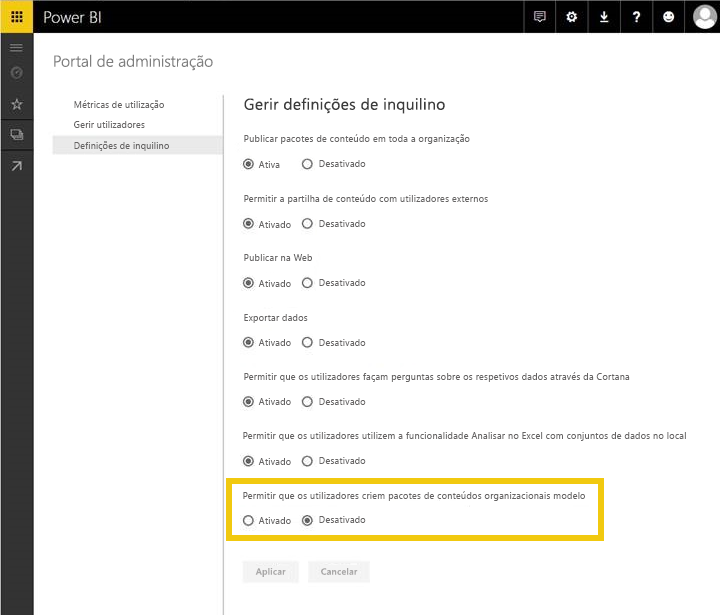 Power BI
?
Portal de administração
Métricas de utilização
Gerir utilizadores
Definições de inquilino
Gerir definições de inquilino
Publicar pacotes de conteúdo em toda a organização
Ativa Desativado
Permitir a partilha de conteúdo com utilizadores externos
Ativado Desativado
Publicar na Web
Ativado Desativado
Exportar dados
Ativado Desativado
Permitir que os utilizadores façam perguntas sobre os respetivos dados através da Cortana
Ativado Desativado
Permitir que os utilizadores utilizem a funcionalidade Analisar no Excel com conjuntos de dados no local
Ativado Desativado
Permitir que os utilizadores criem pacotes de conteúdos organizacionais modelo
Ativado Desativado
Aplicar Cancelar